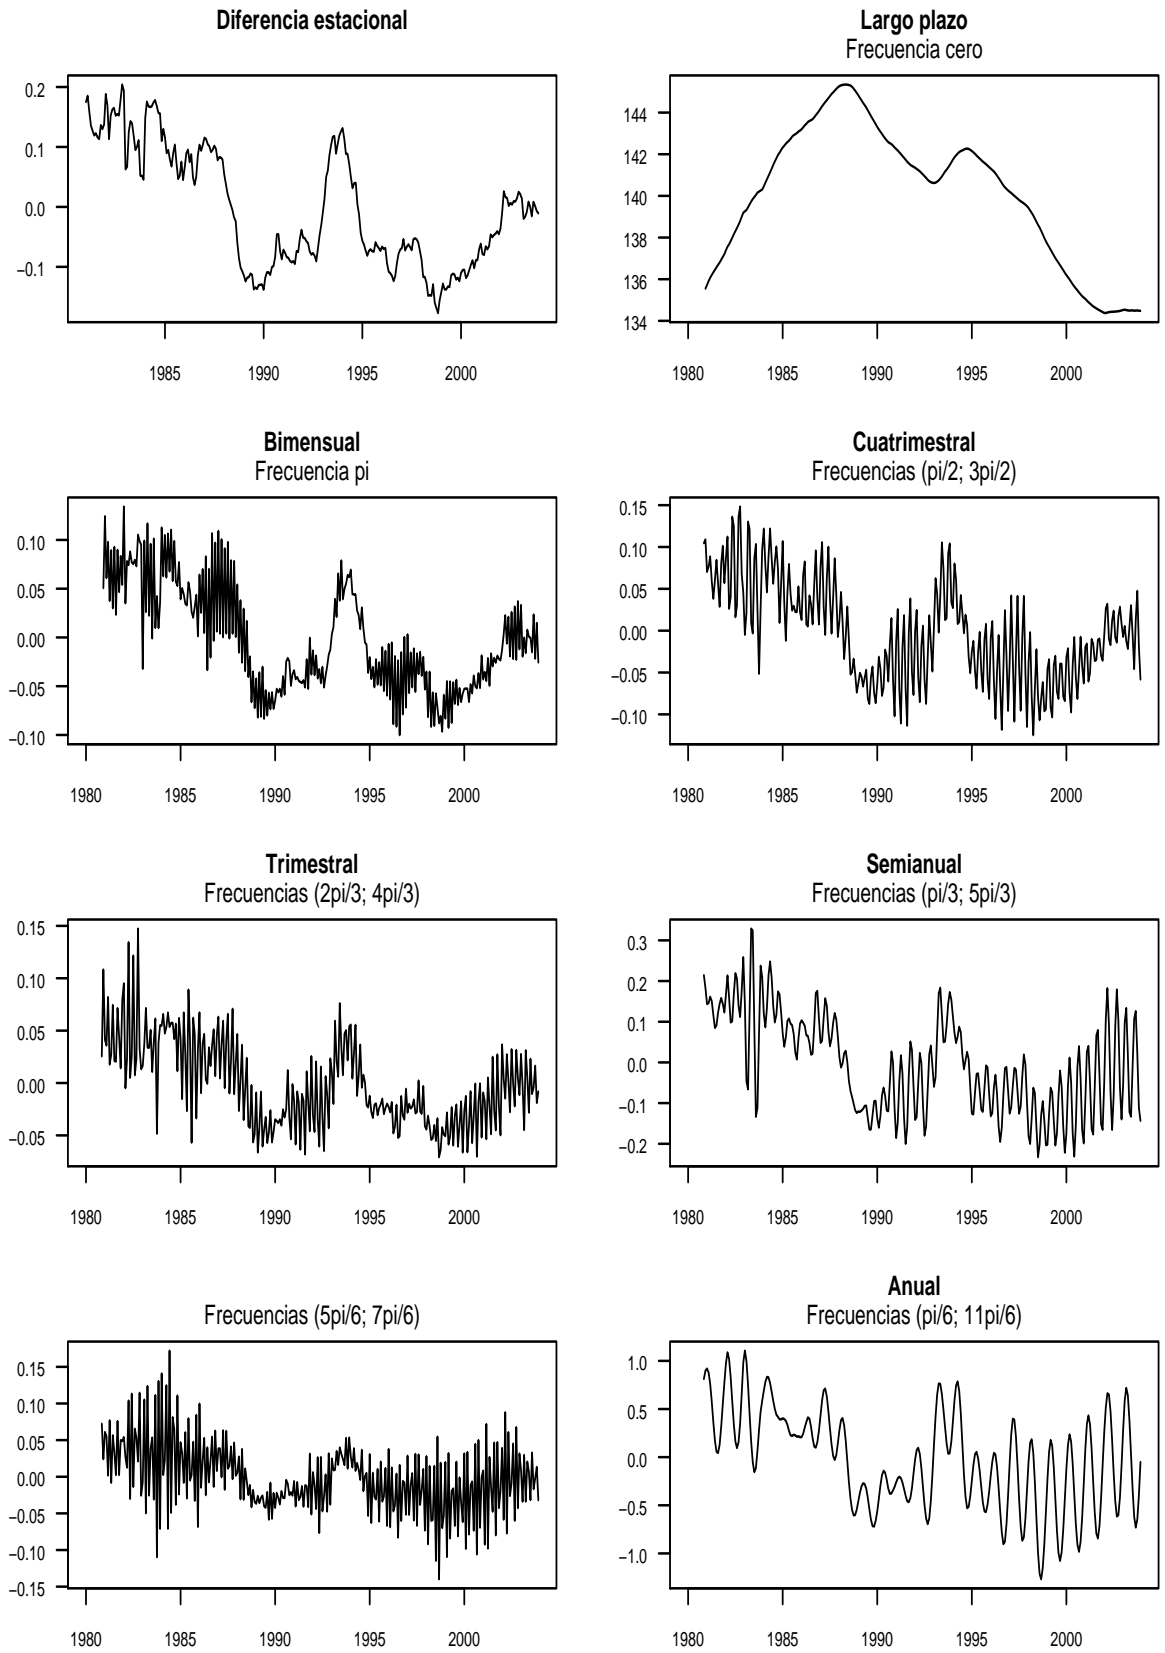 Diferencia estacional
0.2
0.1
0.0
−0.1
1985 1990 1995 2000
Largo plazo
Frecuencia cero
144
142
140
138
136
134
1980 1985 1990 1995 2000
Bimensual
Frecuencia pi
0.10
0.05
0.00
−0.05
−0.10
1980 1985 1990 1995 2000
Cuatrimestral
Frecuencias (pi/2; 3pi/2)
0.15
0.10
0.05
0.00
−0.05
−0.10
1980 1985 1990 1995 2000
Trimestral
Frecuencias (2pi/3; 4pi/3)
0.15
0.10
0.05
0.00
−0.05
1980 1985 1990 1995 2000
Semianual
Frecuencias (pi/3; 5pi/3)
0.3
0.2
0.1
0.0
−0.1
−0.2
1980 1985 1990 1995 2000
Frecuencias (5pi/6; 7pi/6)
0.15
0.10
0.05
0.00
−0.05
−0.10
−0.15
1980 1985 1990 1995 2000
Anual
Frecuencias (pi/6; 11pi/6)
1.0
0.5
0.0
−0.5
−1.0
1980 1985 1990 1995 2000